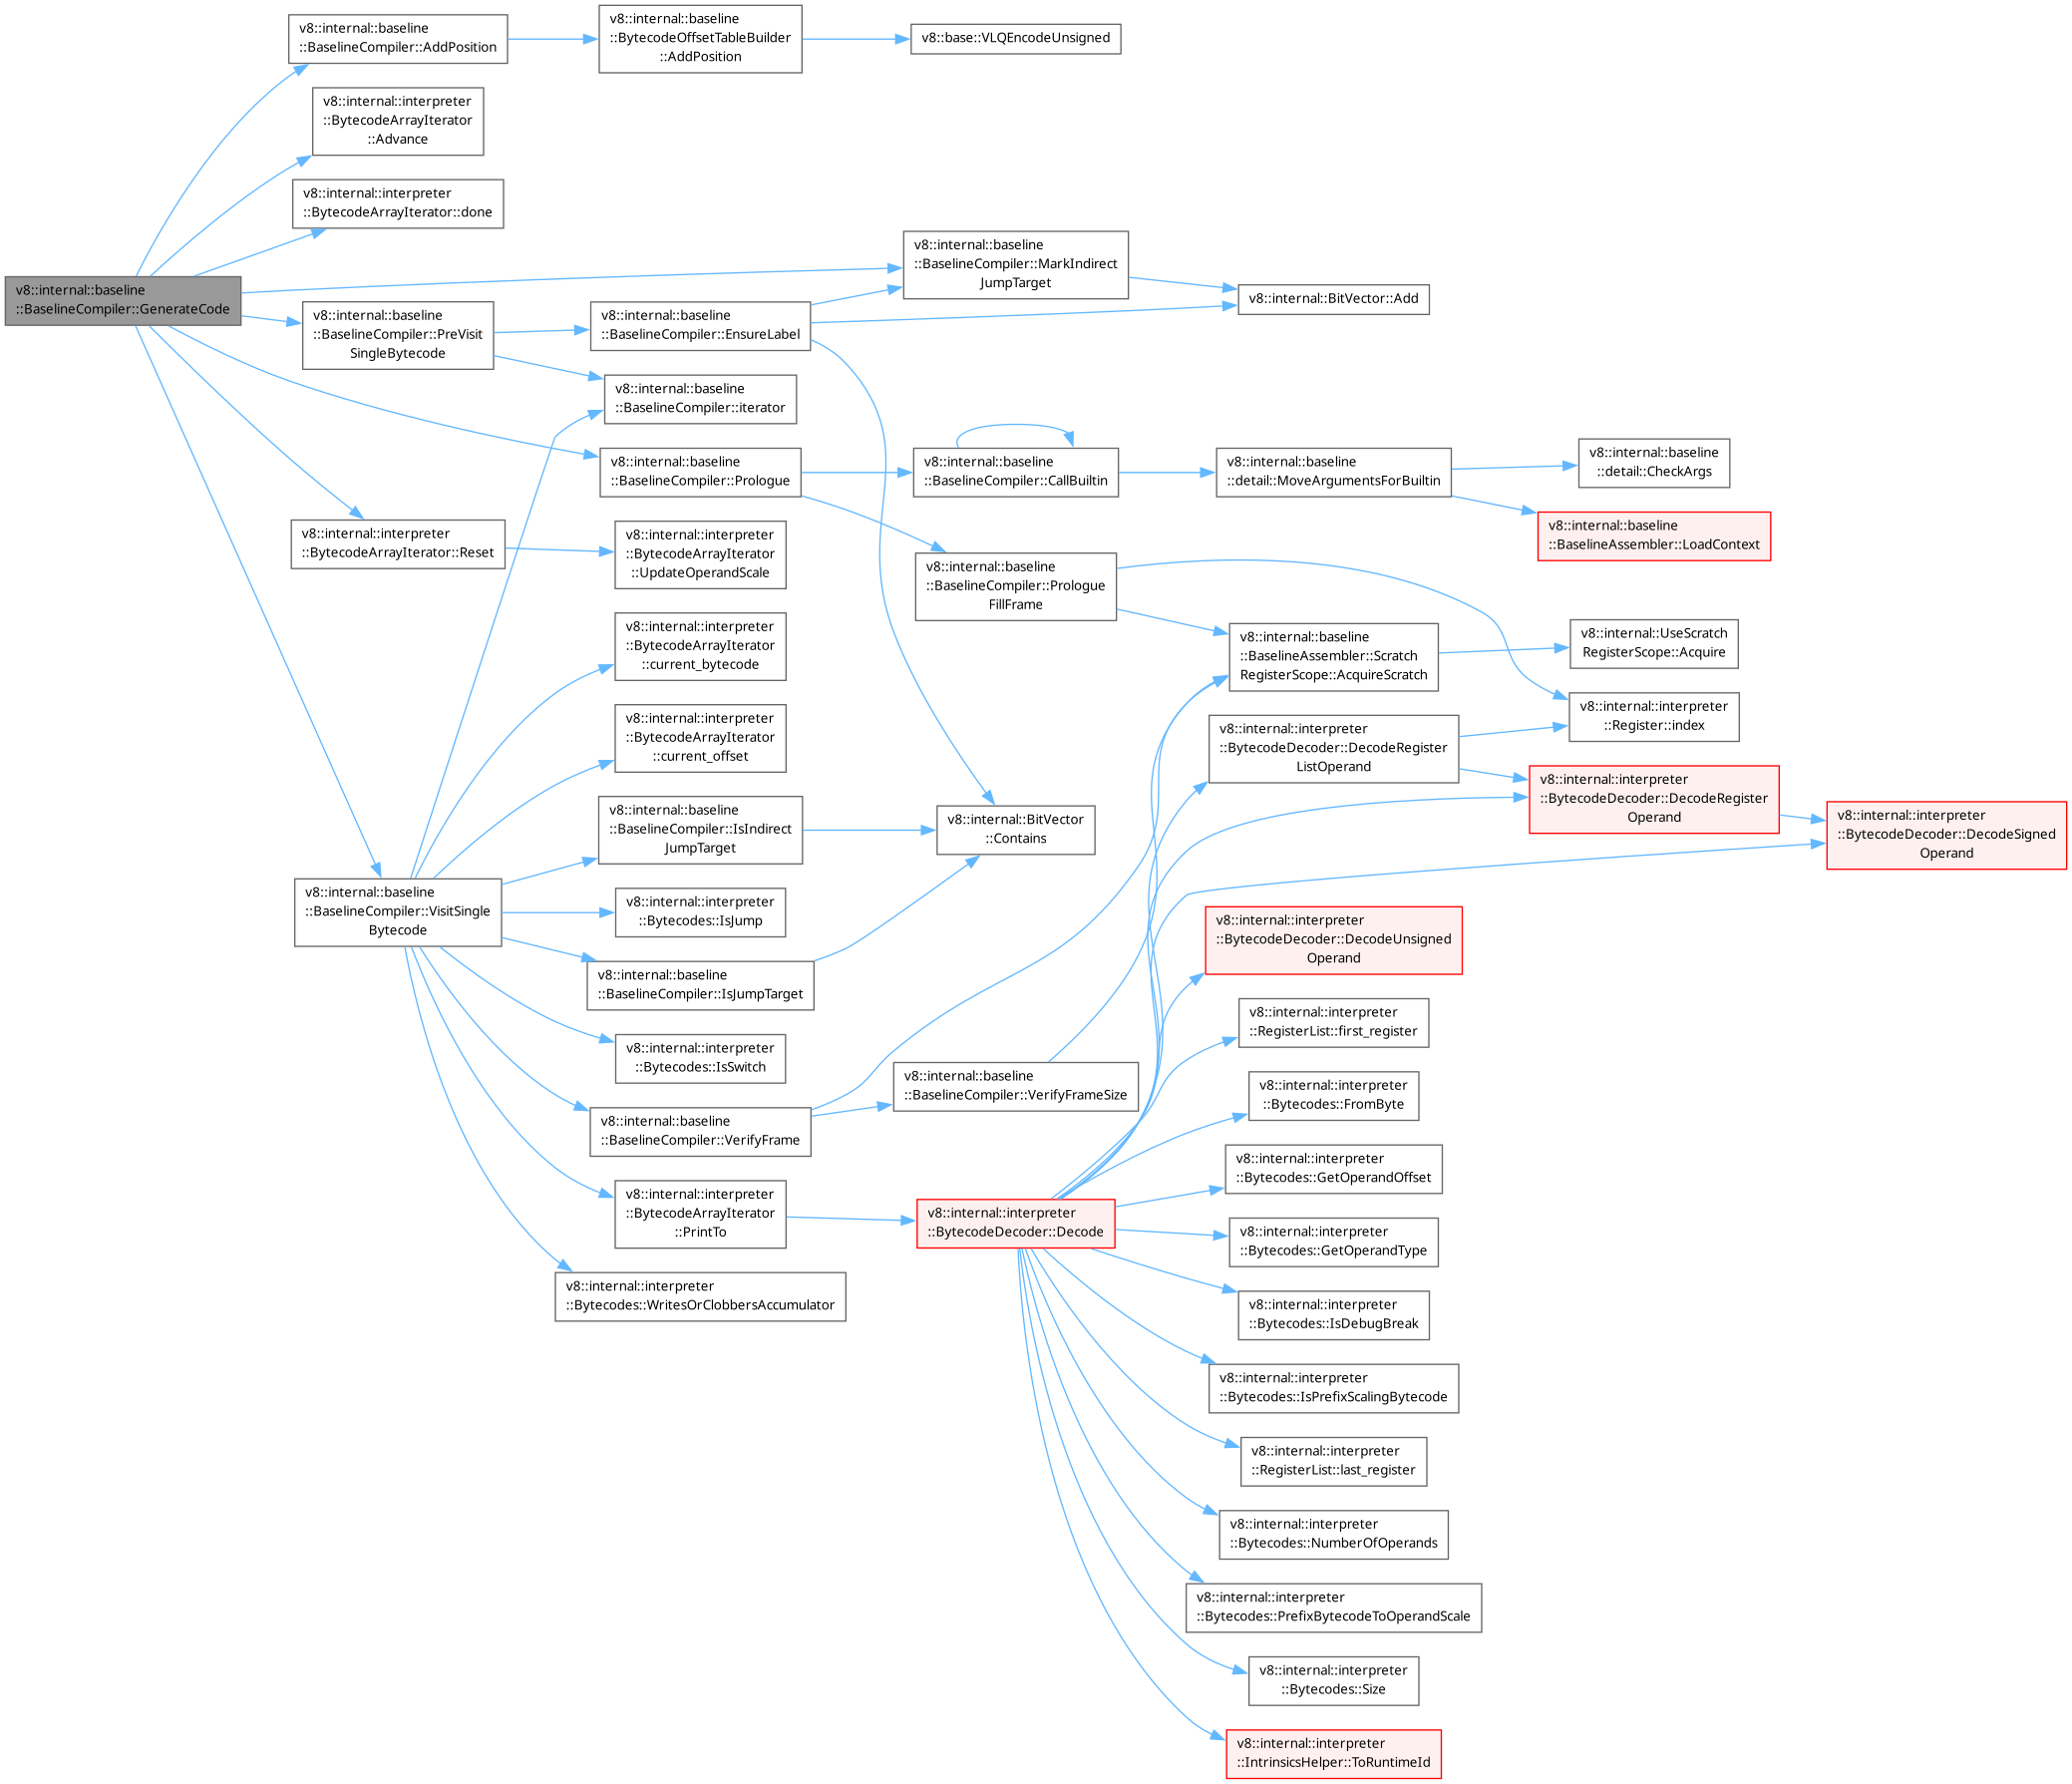 v8::internal::baseline
::BaselineCompiler::GenerateCode
v8::internal::baseline
::BaselineCompiler::AddPosition
v8::internal::baseline
::BytecodeOffsetTableBuilder
::AddPosition
v8::base::VLQEncodeUnsigned
v8::internal::interpreter
::BytecodeArrayIterator
::Advance
v8::internal::interpreter
::BytecodeArrayIterator::done
v8::internal::baseline
::BaselineCompiler::MarkIndirect
JumpTarget
v8::internal::BitVector::Add
v8::internal::baseline
::BaselineCompiler::PreVisit
SingleBytecode
v8::internal::baseline
::BaselineCompiler::EnsureLabel
v8::internal::baseline
::BaselineCompiler::iterator
v8::internal::baseline
::BaselineCompiler::Prologue
v8::internal::baseline
::BaselineCompiler::CallBuiltin
v8::internal::baseline
::detail::MoveArgumentsForBuiltin
v8::internal::baseline
::detail::CheckArgs
v8::internal::baseline
::BaselineAssembler::LoadContext
v8::internal::interpreter
::BytecodeArrayIterator::Reset
v8::internal::interpreter
::BytecodeArrayIterator
::UpdateOperandScale
v8::internal::baseline
::BaselineCompiler::Prologue
FillFrame
v8::internal::interpreter
::BytecodeArrayIterator
::current_bytecode
v8::internal::baseline
::BaselineAssembler::Scratch
RegisterScope::AcquireScratch
v8::internal::UseScratch
RegisterScope::Acquire
v8::internal::interpreter
::Register::index
v8::internal::interpreter
::BytecodeArrayIterator
::current_offset
v8::internal::interpreter
::BytecodeDecoder::DecodeRegister
ListOperand
v8::internal::interpreter
::BytecodeDecoder::DecodeRegister
Operand
v8::internal::interpreter
::BytecodeDecoder::DecodeSigned
Operand
v8::internal::baseline
::BaselineCompiler::IsIndirect
JumpTarget
v8::internal::BitVector
::Contains
v8::internal::baseline
::BaselineCompiler::VisitSingle
Bytecode
v8::internal::interpreter
::Bytecodes::IsJump
v8::internal::interpreter
::BytecodeDecoder::DecodeUnsigned
Operand
v8::internal::baseline
::BaselineCompiler::IsJumpTarget
v8::internal::interpreter
::RegisterList::first_register
v8::internal::interpreter
::Bytecodes::IsSwitch
v8::internal::baseline
::BaselineCompiler::VerifyFrameSize
v8::internal::interpreter
::Bytecodes::FromByte
v8::internal::baseline
::BaselineCompiler::VerifyFrame
v8::internal::interpreter
::Bytecodes::GetOperandOffset
v8::internal::interpreter
::BytecodeArrayIterator
::PrintTo
v8::internal::interpreter
::BytecodeDecoder::Decode
v8::internal::interpreter
::Bytecodes::GetOperandType
v8::internal::interpreter
::Bytecodes::WritesOrClobbersAccumulator
v8::internal::interpreter
::Bytecodes::IsDebugBreak
v8::internal::interpreter
::Bytecodes::IsPrefixScalingBytecode
v8::internal::interpreter
::RegisterList::last_register
v8::internal::interpreter
::Bytecodes::NumberOfOperands
v8::internal::interpreter
::Bytecodes::PrefixBytecodeToOperandScale
v8::internal::interpreter
::Bytecodes::Size
v8::internal::interpreter
::IntrinsicsHelper::ToRuntimeId